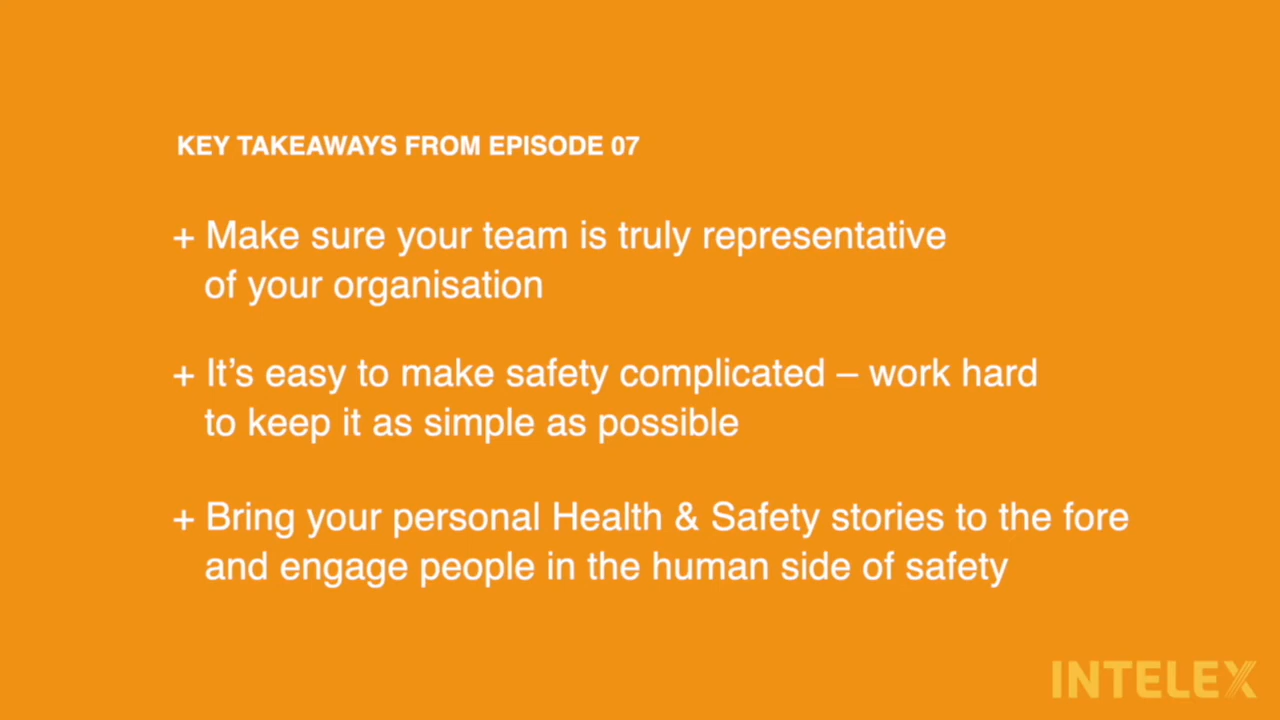 KEY TAKEAWAYS FROM EPISODE 07
+ Make sure your team is truly representative
of your organisation
+ It’s easy to make safety complicated – work hard
to keep it as simple as possible
+ Bring your personal Health & Safety stories to the fore
and engage people in the human side of safety
INTELEX